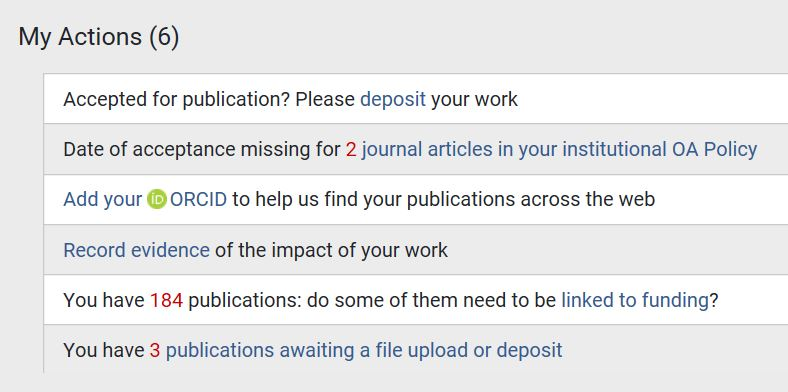 My Actions (6)
Accepted for publication? Please deposit your work
Date of acceptance missing for 2 journal articles in your institutional OA Policy
Add your iD ORCID to help us find your publications across the web
Record evidence of the impact of your work
You have 184 publications: do some of them need to be linked to funding?
You have 3 publications awaiting a file upload or deposit